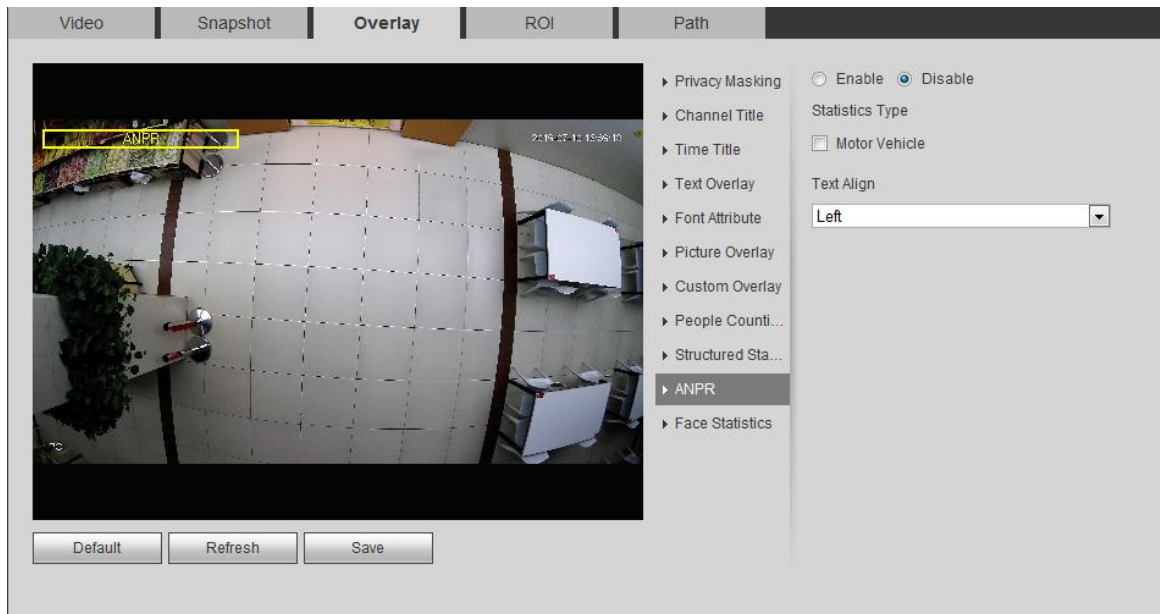 Video
Snapshot
Overlay
ROI
Path
ANPR
Privacy Masking
Channel Title
Time Title
Text Overlay
Font Attribute
Picture Overlay
Custom Overlay
People Counti...
Structured Sta...
ANPR
Face Statistics
Enable
Disable
Statistics Type
Motor Vehicle
Text Align
Left
Default
Refresh
Save